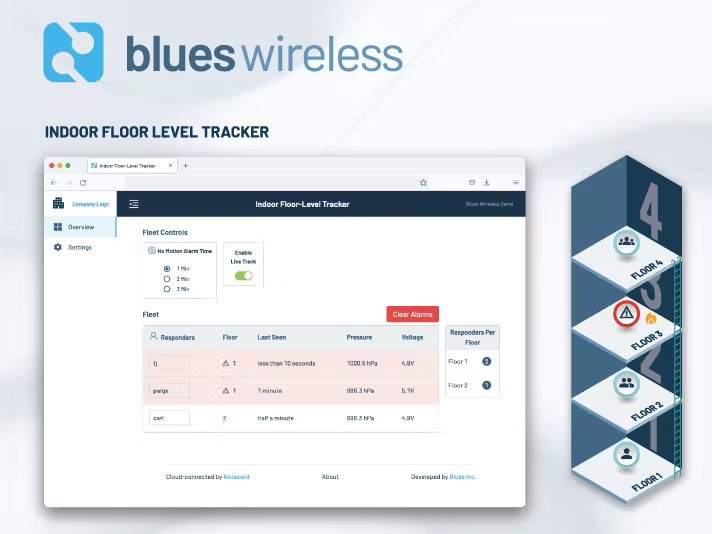 blues wireless
INDOOR FLOOR LEVEL TRACKER
Indoor Floor-Level Tracker
Company Logo
Indoor Floor-Level Tracker
Blues Wireless Demo
Overview
Settings
Fleet Controls
No Motion Alarm Time
1 Min
2 Min
3 Min
Enable
Live Track
Fleet
Clear Alarms
Responders Floor Last Seen Pressure Voltage
tj 1 less than 10 seconds 1000.5 hPa 4.9V
paige 1 1 minute 986.3 hPa 5.1V
carl 2 half a minute 998.3 hPa 4.9V
Responders Per
Floor
Floor 1 2
Floor 2 1
Cloud-connected by Notecard About Developed by Blues Inc.
4
FLOOR 4
3
FLOOR 3
2
FLOOR 2
1
FLOOR 1